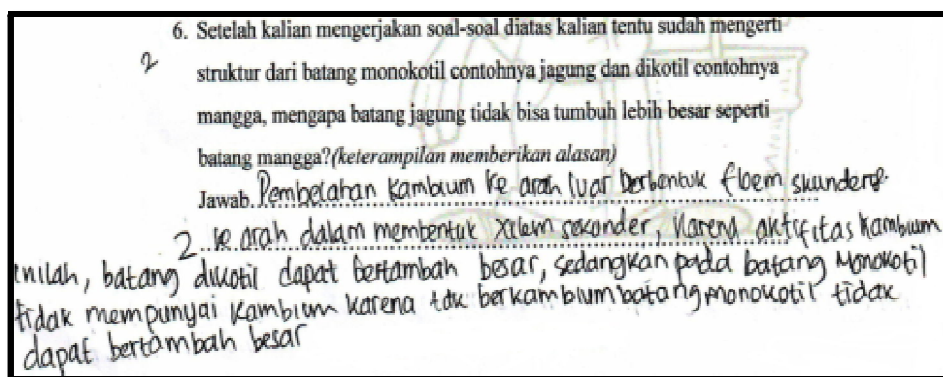 6. Setelah kalian mengerjakan soal-soal diatas kalian tentu sudah mengerti
2 struktur dari batang monokotil contohnya jagung dan dikotil contohnya
mangga, mengapa batang jagung tidak bisa tumbuh lebih besar seperti
batang mangga?(keterampilan memberikan alasan)
Jawab. Pembelahan kambium ke arah luar berbentuk floem skunder
2 ke arah dalam membentuk xilem sekonder, karena aktifitas kambium
inilah, batang dikotil dapat bertambah besar, sedangkan pada batang Monokotil
tidak mempunyai kambium karena tdk berkambium batang monokotil tidak
dapat bertambah besar